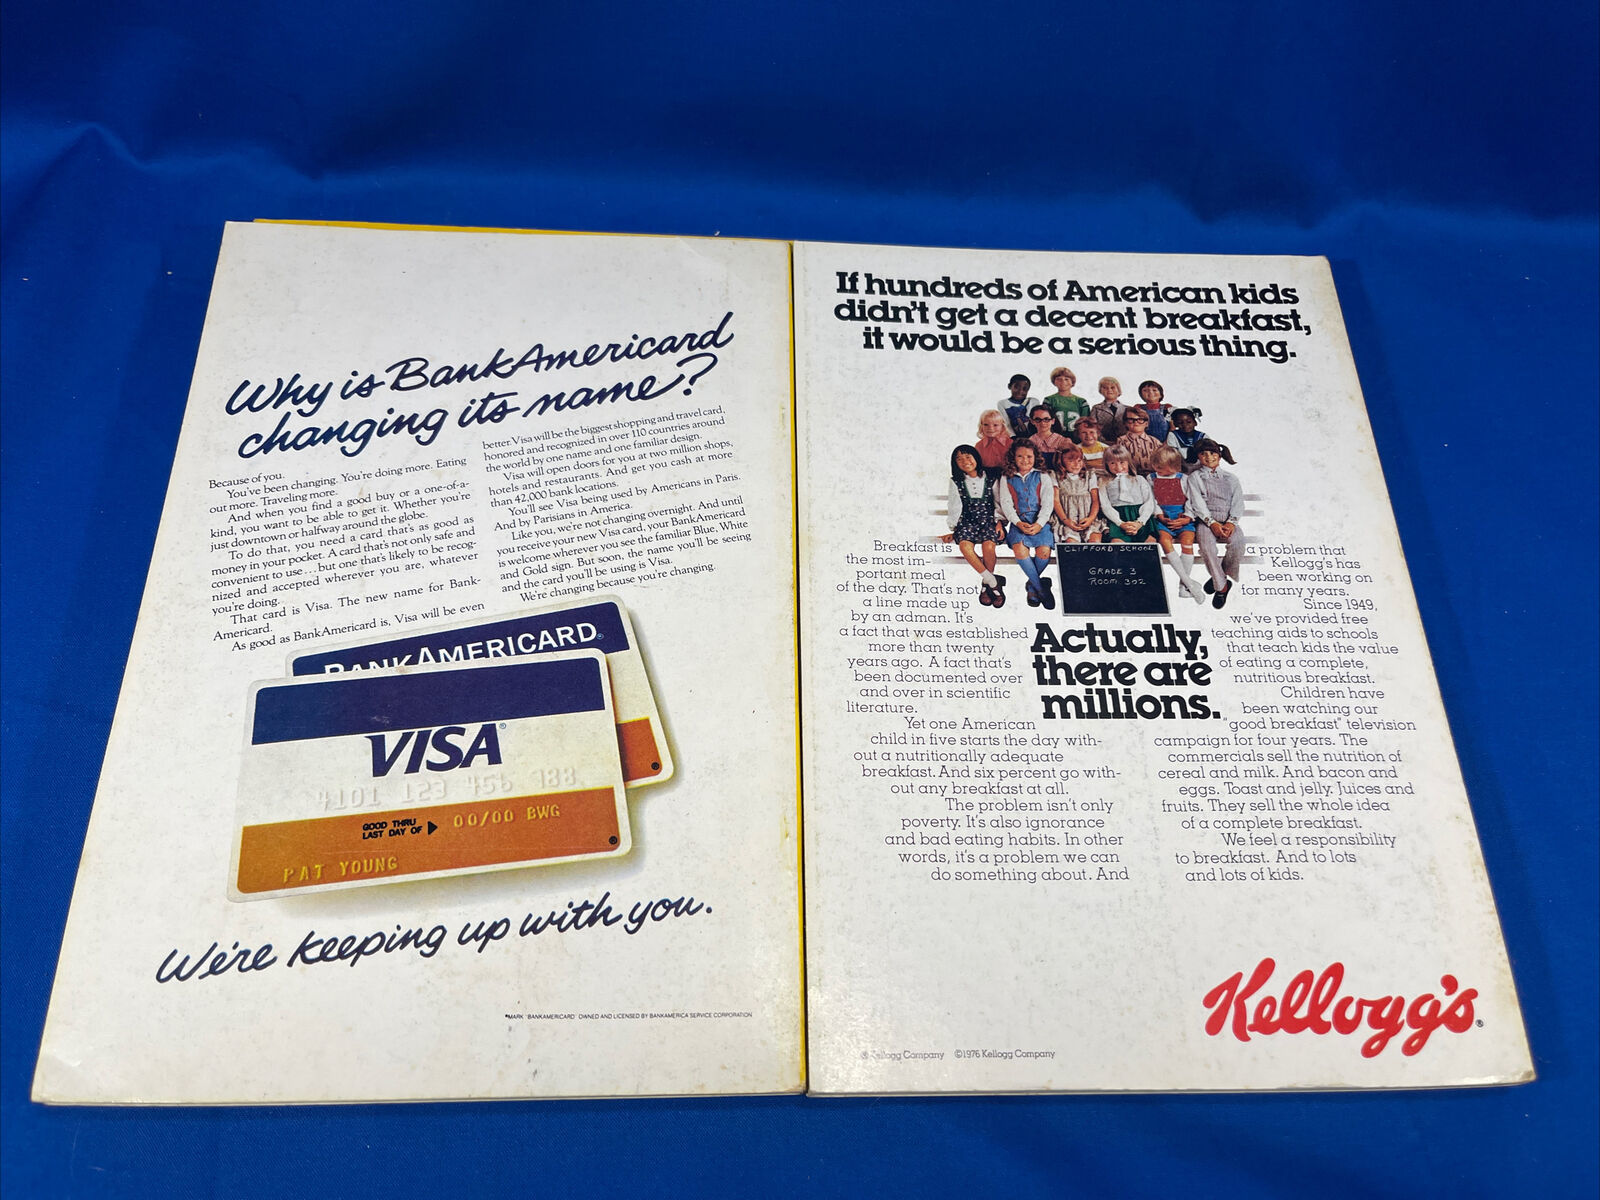 Why is BankAmericard
changing its name?
Because of you.
You've been changing. You're doing more. Eating
out more. Traveling more.
And when you find a good buy or a one-of-a-
kind, you want to be able to get it. Whether you're
just downtown or halfway around the globe.
To do that, you need a card that's as good as
money in your pocket. A card that's not only safe and
convenient to use...but one that's likely to be recog-
nized and accepted wherever you are, whatever
you're doing.
That card is Visa. The new name for Bank-
Americard.
As good as BankAmericard is, Visa will be even
better. Visa will be the biggest shopping and travel card,
honored and recognized in over 110 countries around
the world by one name and one familiar design.
Visa will open doors for you at two million shops,
hotels and restaurants. And get you cash at more
than 42,000 bank locations.
You'll see Visa being used by Americans in Paris.
And by Parisians in America.
Like you, we're not changing overnight. And until
you receive your new Visa card, your BankAmericard
is welcome wherever you see the familiar Blue, White
and Gold sign. But soon, the name you'll be seeing
and the card you'll be using is Visa.
We're changing because you're changing.
BANKAMERICARD®
VISA®
4101 123 456 788
GOOD THRU
LAST DAY OF ▶ 00/00 BWG
PAT YOUNG
We're keeping up with you.
*MARK "BANKAMERICARD" OWNED AND LICENSED BY BANKAMERICA SERVICE CORPORATION
If hundreds of American kids
didn't get a decent breakfast,
it would be a serious thing.
12
CLIFFORD SCHOOL
GRADE 3
ROOM 302
Actually,
there are
millions.
Breakfast is
the most im-
portant meal
of the day. That's not
a line made up
by an adman. It's
a fact that was established
more than twenty
years ago. A fact that's
been documented over
and over in scientific
literature.
Yet one American
child in five starts the day with-
out a nutritionally adequate
breakfast. And six percent go with-
out any breakfast at all.
The problem isn't only
poverty. It's also ignorance
and bad eating habits. In other
words, it's a problem we can
do something about. And
a problem that
Kellogg's has
been working on
for many years.
Since 1949,
we've provided free
teaching aids to schools
that teach kids the value
of eating a complete,
nutritious breakfast.
Children have
been watching our
"good breakfast" television
campaign for four years. The
commercials sell the nutrition of
cereal and milk. And bacon and
eggs. Toast and jelly. Juices and
fruits. They sell the whole idea
of a complete breakfast.
We feel a responsibility
to breakfast. And to lots
and lots of kids.
Kellogg's®
® Kellogg Company ©1976 Kellogg Company